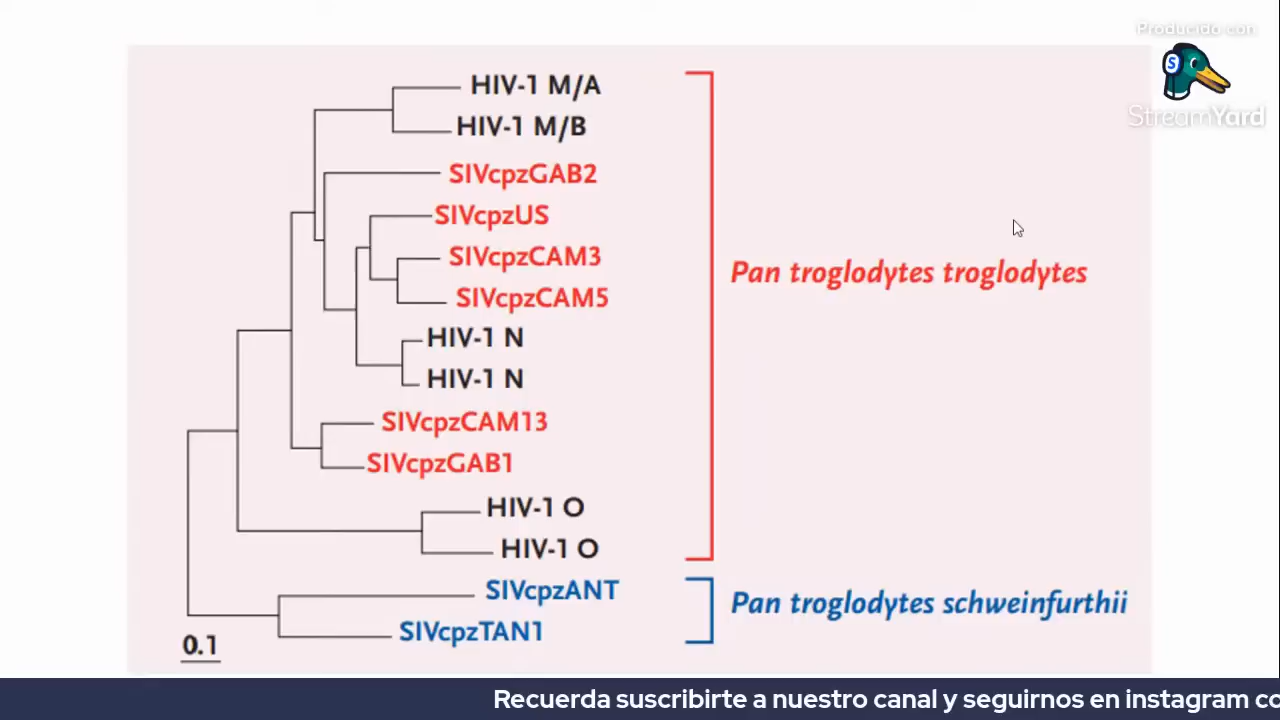 Producido con
StreamYard
HIV-1 M/A
HIV-1 M/B
SIVcpzGAB2
SIVcpzUS
SIVcpzCAM3
Pan troglodytes troglodytes
SIVcpzCAM5
HIV-1 N
HIV-1 N
SIVcpzCAM13
SIVcpzGAB1
HIV-1 O
HIV-1 O
SIVcpzANT
Pan troglodytes schweinfurthii
SIVcpzTAN1
0.1
Recuerda suscribirte a nuestro canal y seguirnos en instagram co